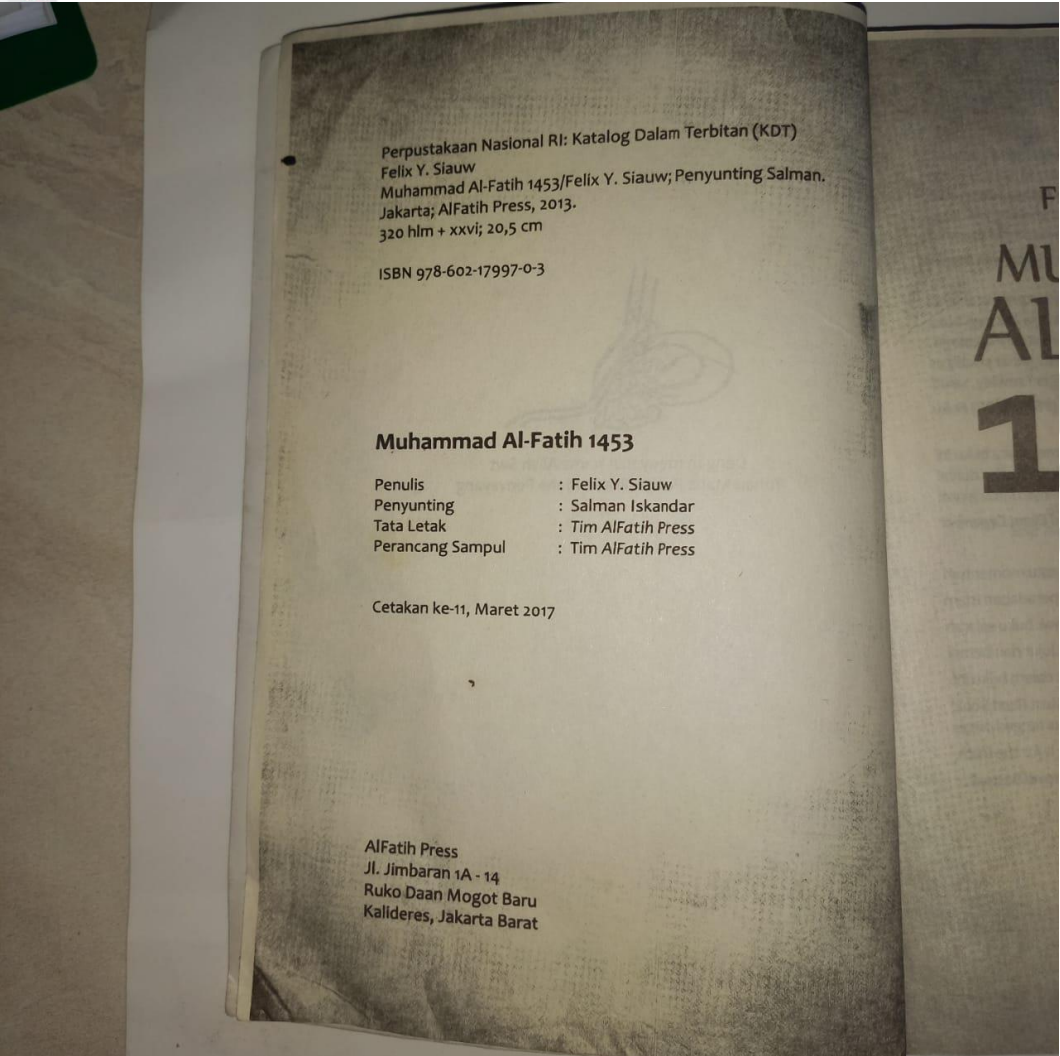 Perpustakaan Nasional RI: Katalog Dalam Terbitan (KDT)
Felix Y. Siauw
Muhammad Al-Fatih 1453/Felix Y. Siauw; Penyunting Salman.
Jakarta; AlFatih Press, 2013.
320 hlm + xxvi; 20,5 cm
ISBN 978-602-17997-0-3
Muhammad Al-Fatih 1453
Penulis : Felix Y. Siauw
Penyunting : Salman Iskandar
Tata Letak : Tim AlFatih Press
Perancang Sampul : Tim AlFatih Press
Cetakan ke-11, Maret 2017
AlFatih Press
Jl. Jimbaran 1A - 14
Ruko Daan Mogot Baru
Kalideres, Jakarta Barat
F
MU
AL
1